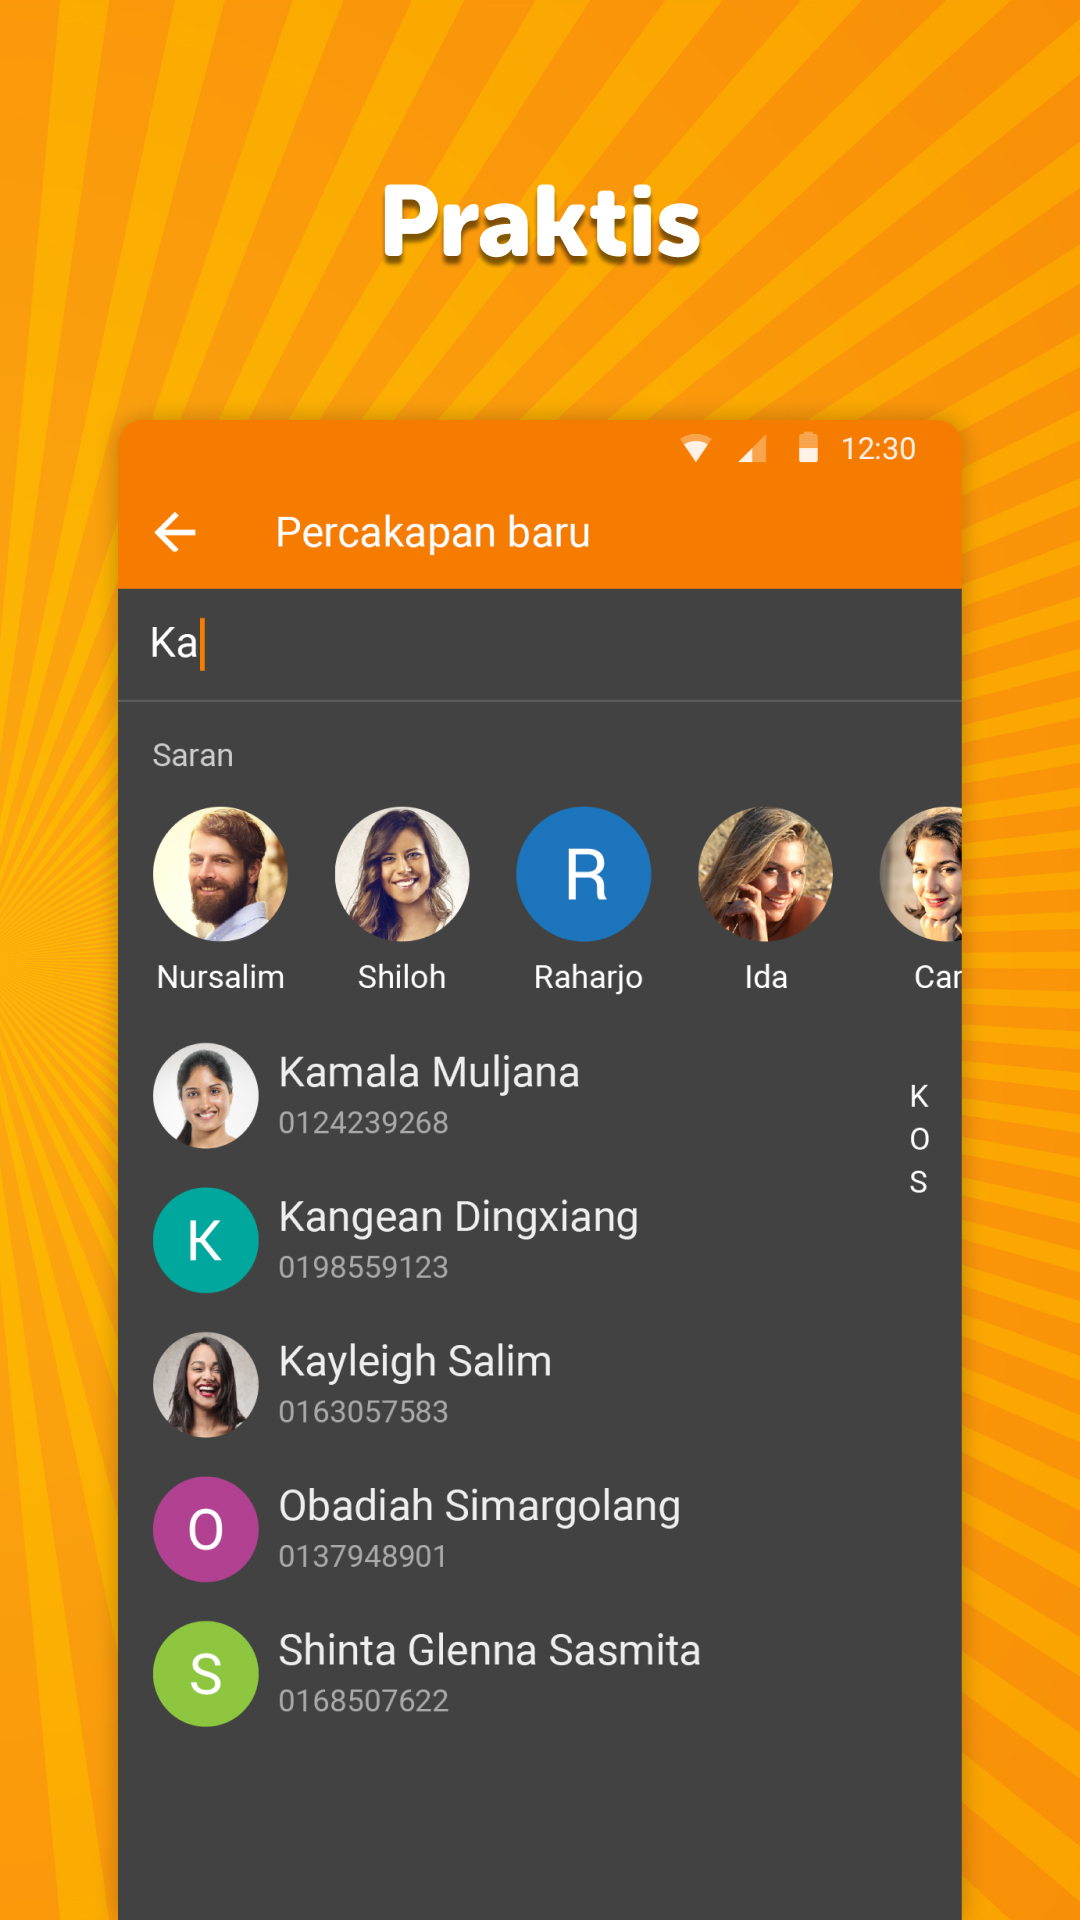 Praktis
12:30
Percakapan baru
Ka
Saran
R
Nursalim
Shiloh
Raharjo
Ida
Car
Kamala Muljana
0124239268
K
O
S
K
Kangean Dingxiang
0198559123
Kayleigh Salim
0163057583
O
Obadiah Simargolang
0137948901
S
Shinta Glenna Sasmita
0168507622